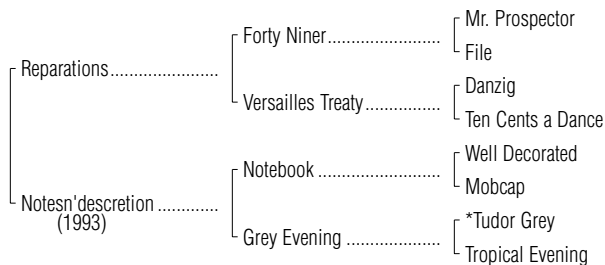 Mr. Prospector
Forty Niner
File
Reparations
Danzig
Versailles Treaty
Ten Cents a Dance
Well Decorated
Notebook
Mobcap
Notesn'descretion
(1993)
*Tudor Grey
Grey Evening
Tropical Evening